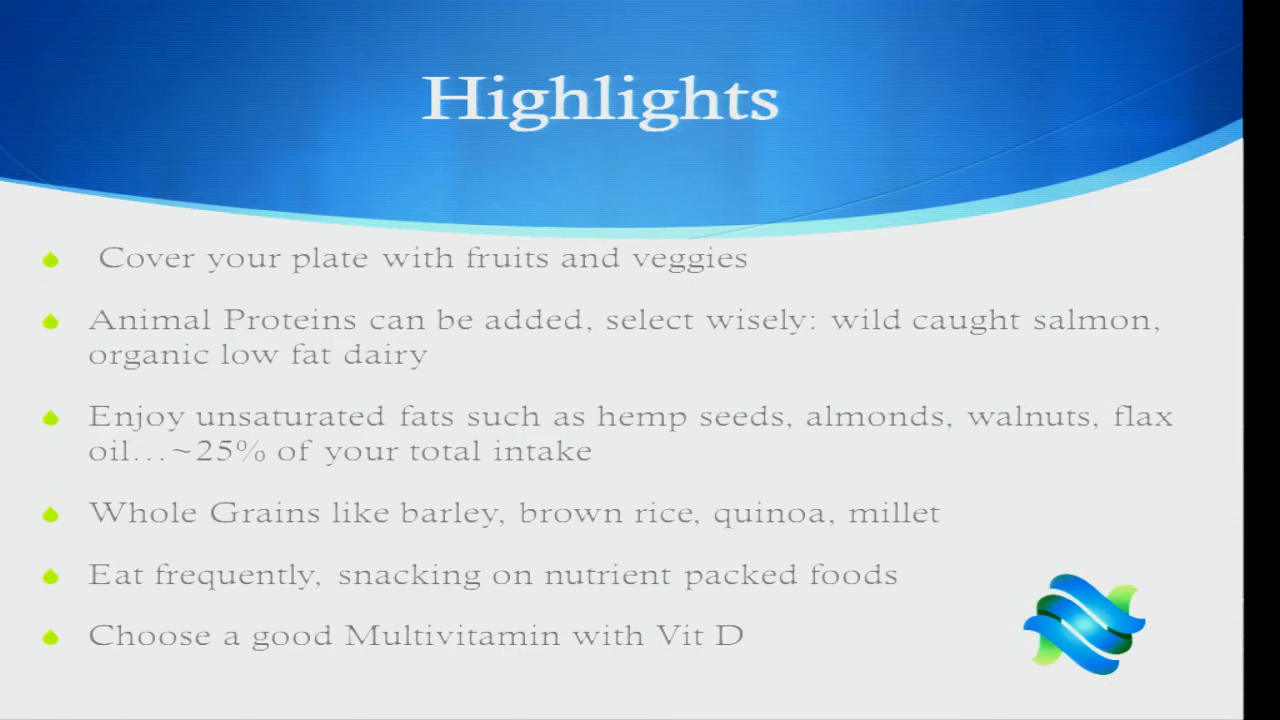 Highlights
Cover your plate with fruits and veggies
Animal Proteins can be added, select wisely: wild caught salmon,
organic low fat dairy
Enjoy unsaturated fats such as hemp seeds, almonds, walnuts, flax
oil...~25% of your total intake
Whole Grains like barley, brown rice, quinoa, millet
Eat frequently, snacking on nutrient packed foods
Choose a good Multivitamin with Vit D